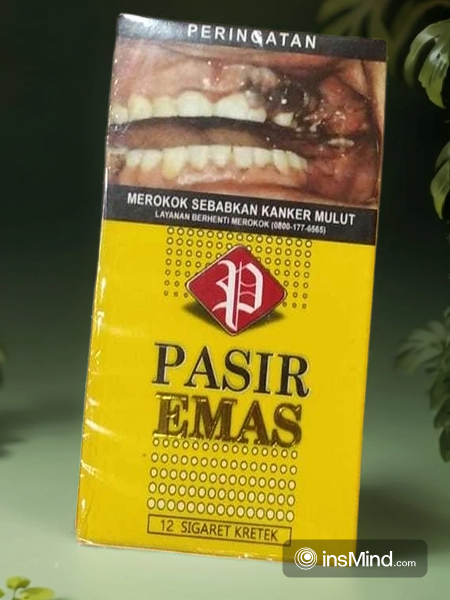 PERINGATAN
MEROKOK SEBABKAN KANKER MULUT
LAYANAN BERHENTI MEROKOK (0800-177-6565)
P
PASIR
EMAS
12 SIGARET KRETEK
insMind.com